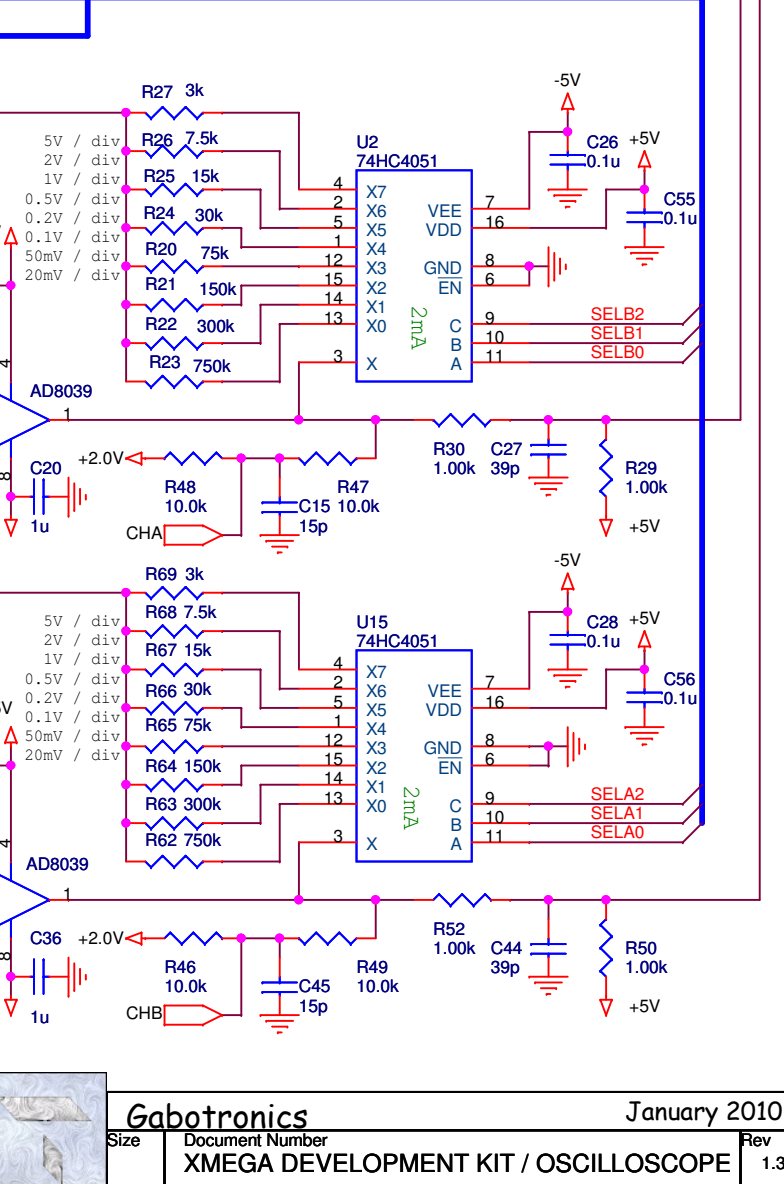 R27 3k
-5V
5V / div
R26 7.5k
U2
74HC4051
C26
0.1u
+5V
2V / div
1V / div
R25 15k
4 X7
2 X6
VEE 7
C55
0.1u
0.5V / div
R24 30k
5 X5
VDD 16
0.2V / div
1 X4
0.1V / div
R20 75k
12 X3
GND 8
50mV / div
20mV / div
R21 150k
15 X2
EN 6
14 X1
2mA
R22 300k
13 X0
C 9 SELB2
B 10 SELB1
R23 750k
3 X
A 11 SELB0
4
AD8039
1
8
C20
1u
+2.0V
R48
10.0k
R47
10.0k
C15
15p
CHA
R30
1.00k
C27
39p
R29
1.00k
+5V
-5V
R69 3k
5V / div
R68 7.5k
U15
74HC4051
C28
0.1u
+5V
2V / div
1V / div
R67 15k
4 X7
2 X6
VEE 7
C56
0.1u
0.5V / div
R66 30k
5 X5
VDD 16
0.2V / div
1 X4
0.1V / div
R65 75k
12 X3
GND 8
50mV / div
20mV / div
R64 150k
15 X2
EN 6
14 X1
2mA
R63 300k
13 X0
C 9 SELA2
B 10 SELA1
R62 750k
3 X
A 11 SELA0
4
AD8039
1
8
C36
1u
+2.0V
R46
10.0k
R49
10.0k
C45
15p
CHB
R52
1.00k
C44
39p
R50
1.00k
+5V
Gabotronics
January 2010
Size
Document Number
Rev
XMEGA DEVELOPMENT KIT / OSCILLOSCOPE
1.3